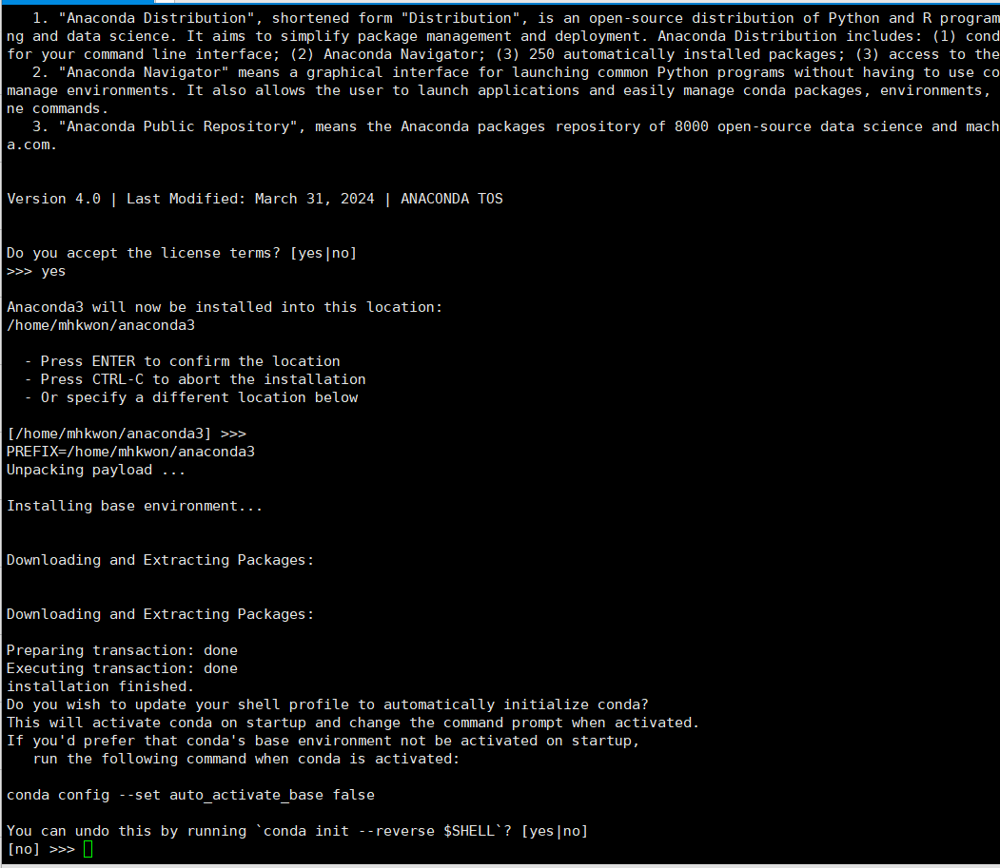 1. "Anaconda Distribution", shortened form "Distribution", is an open-source distribution of Python and R program
ng and data science. It aims to simplify package management and deployment. Anaconda Distribution includes: (1) cond
for your command line interface; (2) Anaconda Navigator; (3) 250 automatically installed packages; (3) access to the
2. "Anaconda Navigator" means a graphical interface for launching common Python programs without having to use co
manage environments. It also allows the user to launch applications and easily manage conda packages, environments,
ne commands.
3. "Anaconda Public Repository", means the Anaconda packages repository of 8000 open-source data science and mach
a.com.
Version 4.0 | Last Modified: March 31, 2024 | ANACONDA TOS
Do you accept the license terms? [yes|no]
>>> yes
Anaconda3 will now be installed into this location:
/home/mhkwon/anaconda3
- Press ENTER to confirm the location
- Press CTRL-C to abort the installation
- Or specify a different location below
[/home/mhkwon/anaconda3] >>>
PREFIX=/home/mhkwon/anaconda3
Unpacking payload ...
Installing base environment...
Downloading and Extracting Packages:
Downloading and Extracting Packages:
Preparing transaction: done
Executing transaction: done
installation finished.
Do you wish to update your shell profile to automatically initialize conda?
This will activate conda on startup and change the command prompt when activated.
If you'd prefer that conda's base environment not be activated on startup,
run the following command when conda is activated:
conda config --set auto_activate_base false
You can undo this by running `conda init --reverse $SHELL`? [yes|no]
[no] >>>